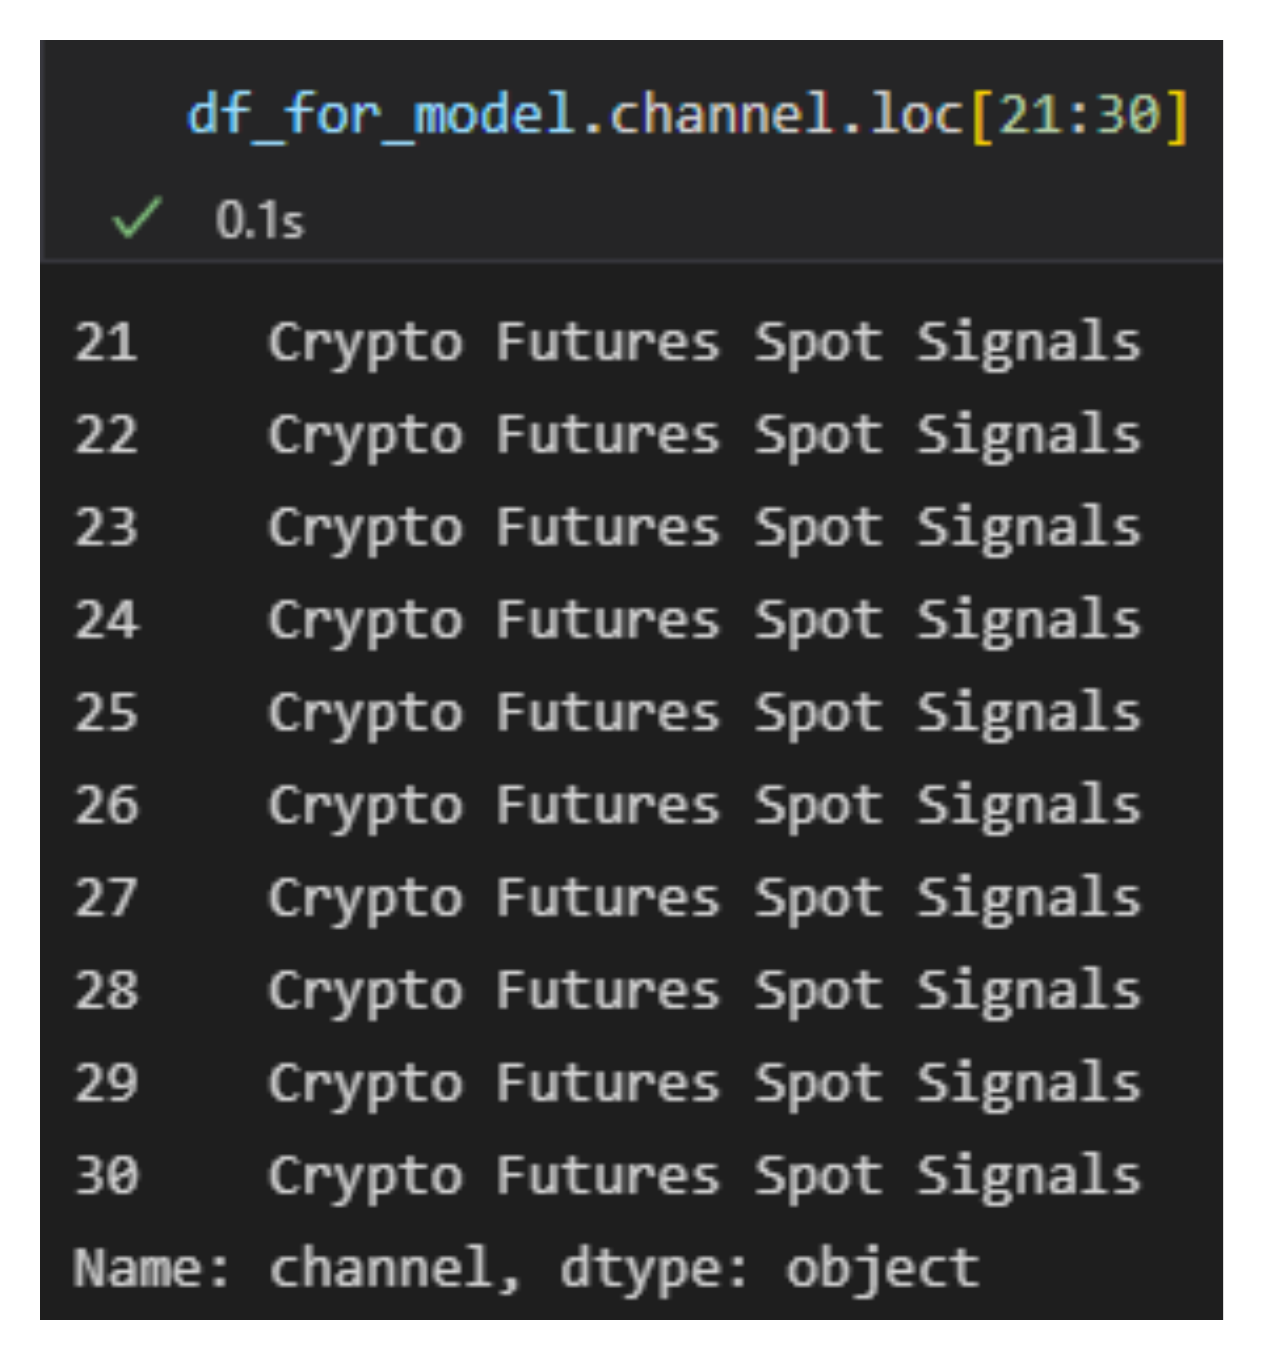 df_for_model.channel.loc[21:30]
✓ 0.1s
21 Crypto Futures Spot Signals
22 Crypto Futures Spot Signals
23 Crypto Futures Spot Signals
24 Crypto Futures Spot Signals
25 Crypto Futures Spot Signals
26 Crypto Futures Spot Signals
27 Crypto Futures Spot Signals
28 Crypto Futures Spot Signals
29 Crypto Futures Spot Signals
30 Crypto Futures Spot Signals
Name: channel, dtype: object